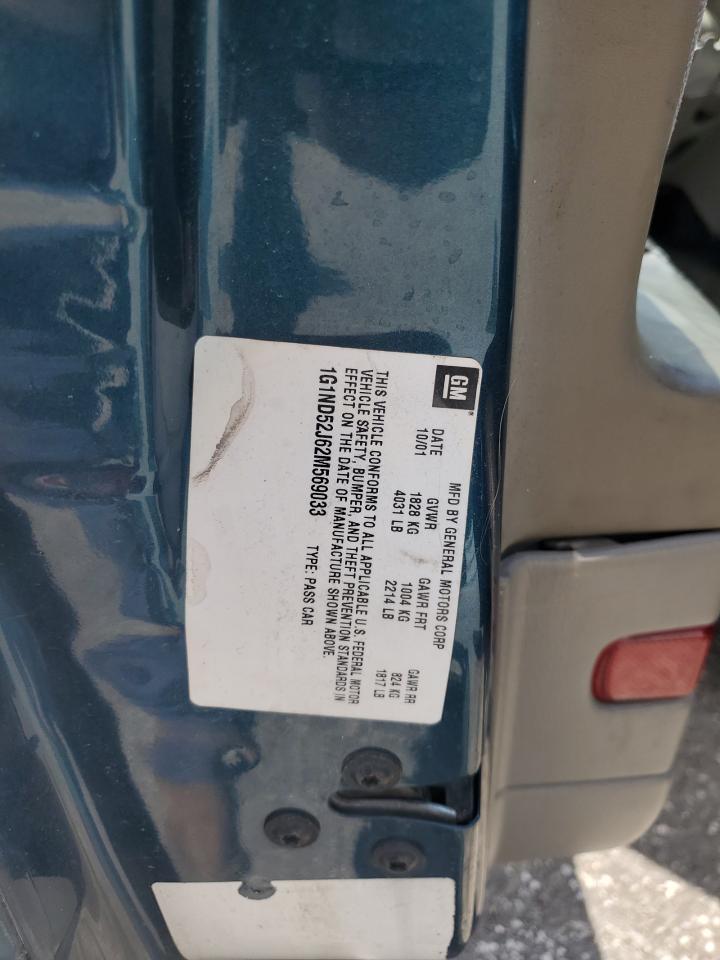 GM
MFD BY GENERAL MOTORS CORP
DATE GVWR GAWR FRT GAWR RR
10/01 1828 KG 1004 KG 824 KG
4031 LB 2214 LB 1817 LB
THIS VEHICLE CONFORMS TO ALL APPLICABLE U.S. FEDERAL MOTOR
VEHICLE SAFETY, BUMPER, AND THEFT PREVENTION STANDARDS IN
EFFECT ON THE DATE OF MANUFACTURE SHOWN ABOVE.
1G1ND52J62M569033 TYPE: PASS CAR